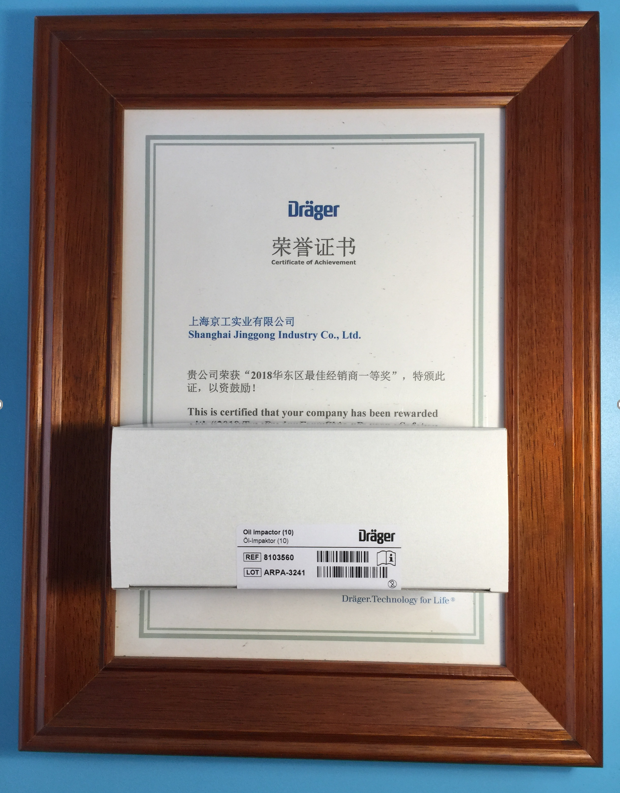 Dräger
荣誉证书
Certificate of Achievement
上海京工实业有限公司
Shanghai Jinggong Industry Co., Ltd.
贵公司荣获“2018华东区最佳经销商一等奖”，特颁此
证，以资鼓励！
This is certified that your company has been rewarded
Oil Impactor (10)
Öl-Impaktor (10)
Dräger
REF 8103560
LOT ARPA-3241
Dräger.Technology for Life®